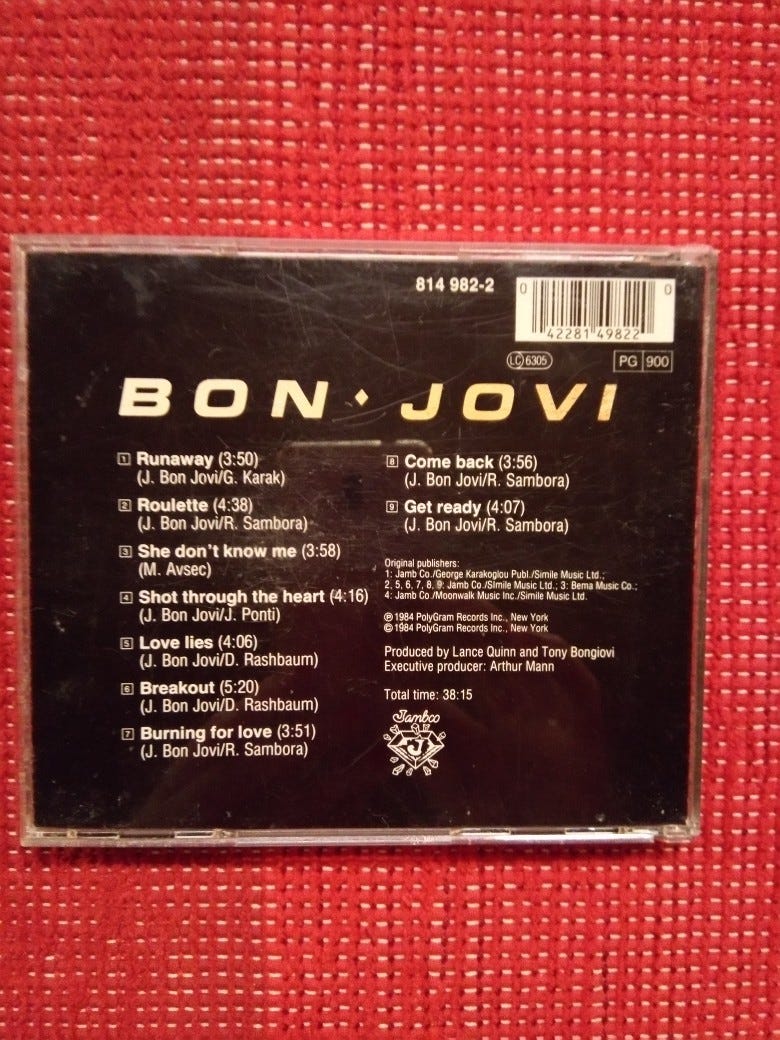 814 982-2
0 42281 49822 0
LC 6305
PG 900
BON ♦ JOVI
1 Runaway (3:50)
(J. Bon Jovi/G. Karak)
2 Roulette (4:38)
(J. Bon Jovi/R. Sambora)
3 She don't know me (3:58)
(M. Avsec)
4 Shot through the heart (4:16)
(J. Bon Jovi/J. Ponti)
5 Love lies (4:06)
(J. Bon Jovi/D. Rashbaum)
6 Breakout (5:20)
(J. Bon Jovi/D. Rashbaum)
7 Burning for love (3:51)
(J. Bon Jovi/R. Sambora)
8 Come back (3:56)
(J. Bon Jovi/R. Sambora)
9 Get ready (4:07)
(J. Bon Jovi/R. Sambora)
Original publishers:
1: Jamb Co./George Karakoglou Publ./Simile Music Ltd.;
2, 5, 6, 7, 8, 9: Jamb Co./Simile Music Ltd.; 3: Bema Music Co.;
4: Jamb Co./Moonwalk Music Inc./Simile Music Ltd.
℗ 1984 PolyGram Records Inc., New York
© 1984 PolyGram Records Inc., New York
Produced by Lance Quinn and Tony Bongiovi
Executive producer: Arthur Mann
Total time: 38:15
Jambco
J